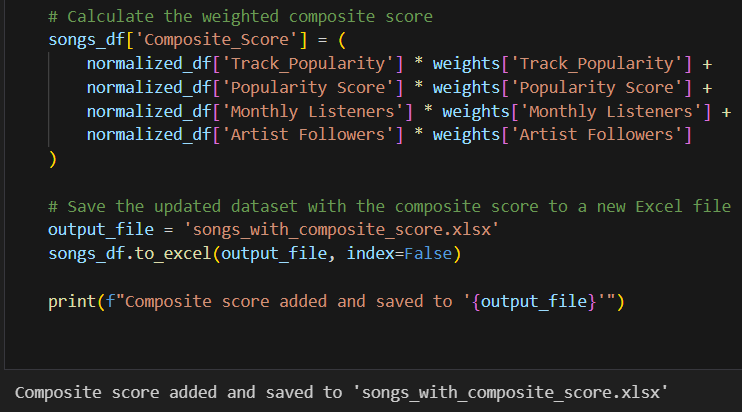 # Calculate the weighted composite score
songs_df['Composite_Score'] = (
    normalized_df['Track_Popularity'] * weights['Track_Popularity'] +
    normalized_df['Popularity Score'] * weights['Popularity Score'] +
    normalized_df['Monthly Listeners'] * weights['Monthly Listeners'] +
    normalized_df['Artist Followers'] * weights['Artist Followers']
)
# Save the updated dataset with the composite score to a new Excel file
output_file = 'songs_with_composite_score.xlsx'
songs_df.to_excel(output_file, index=False)
print(f"Composite score added and saved to '{output_file}'")
Composite score added and saved to 'songs_with_composite_score.xlsx'